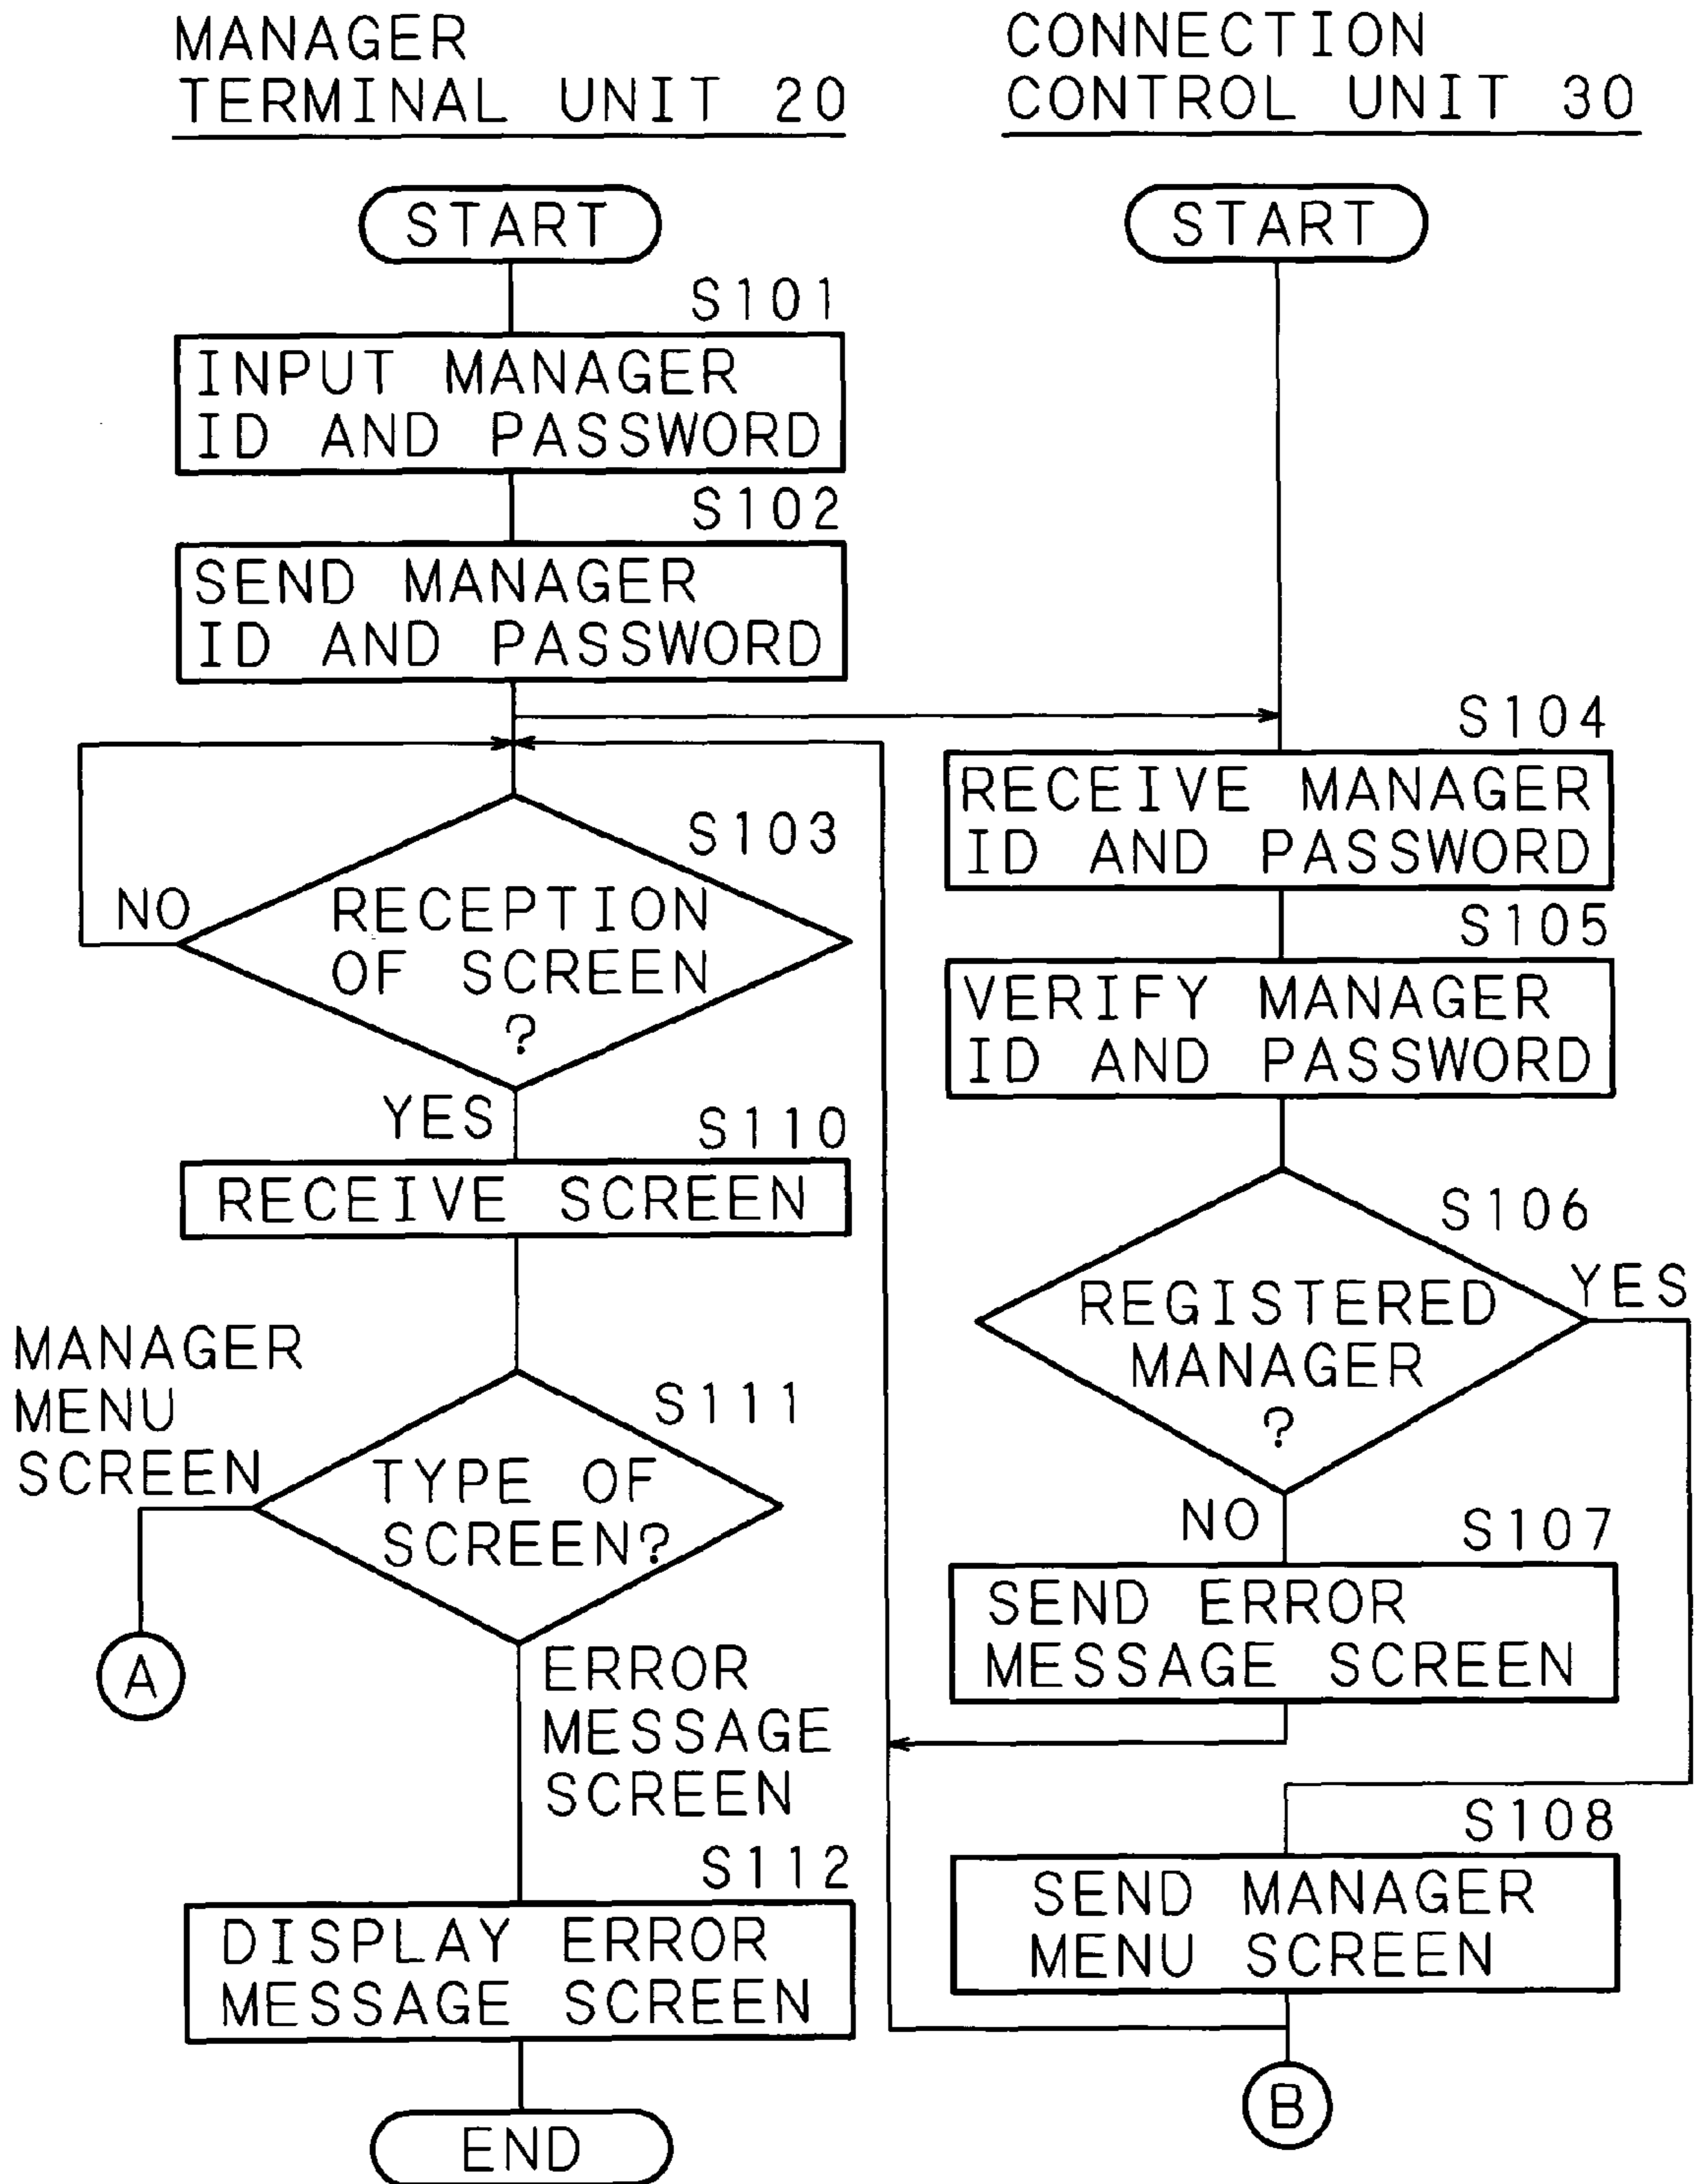 MANAGER
TERMINAL UNIT 20
START
S101
INPUT MANAGER
ID AND PASSWORD
S102
SEND MANAGER
ID AND PASSWORD
S103
NO
RECEPTION
OF SCREEN
?
YES
S110
RECEIVE SCREEN
MANAGER
MENU
SCREEN
S111
TYPE OF
SCREEN?
A
ERROR
MESSAGE
SCREEN
S112
DISPLAY ERROR
MESSAGE SCREEN
END
CONNECTION
CONTROL UNIT 30
START
S104
RECEIVE MANAGER
ID AND PASSWORD
S105
VERIFY MANAGER
ID AND PASSWORD
S106
YES
REGISTERED
MANAGER
?
NO
S107
SEND ERROR
MESSAGE SCREEN
S108
SEND MANAGER
MENU SCREEN
B